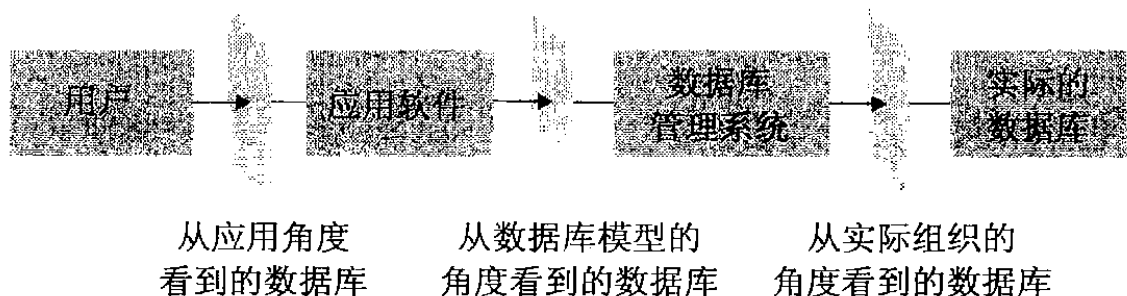 用户
应用软件
数据库
管理系统
实际的
数据库
从应用角度
看到的数据库
从数据库模型的
角度看到的数据库
从实际组织的
角度看到的数据库